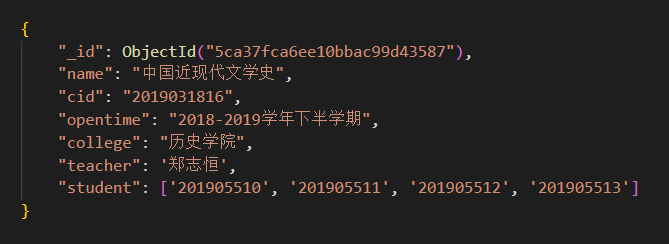 {
"_id": ObjectId("5ca37fca6ee10bbac99d43587"),
"name": "中国近现代文学史",
"cid": "2019031816",
"opentime": "2018-2019学年下半学期",
"college": "历史学院",
"teacher": '郑志恒',
"student": ['201905510', '201905511', '201905512', '201905513']
}